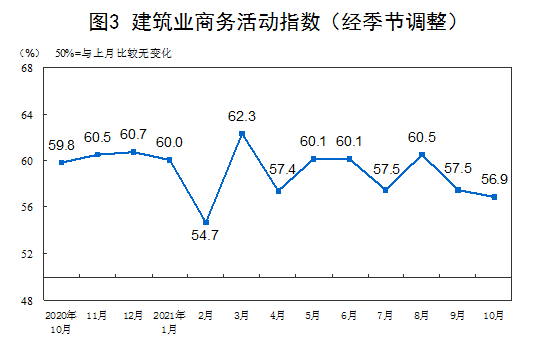 图3 建筑业商务活动指数（经季节调整）
（%） 50%=与上月比较无变化
68
64
60
56
52
48
59.8
60.5
60.7
60.0
54.7
62.3
57.4
60.1
60.1
57.5
60.5
57.5
56.9
2020年
10月
11月
12月
2021年
1月
2月
3月
4月
5月
6月
7月
8月
9月
10月